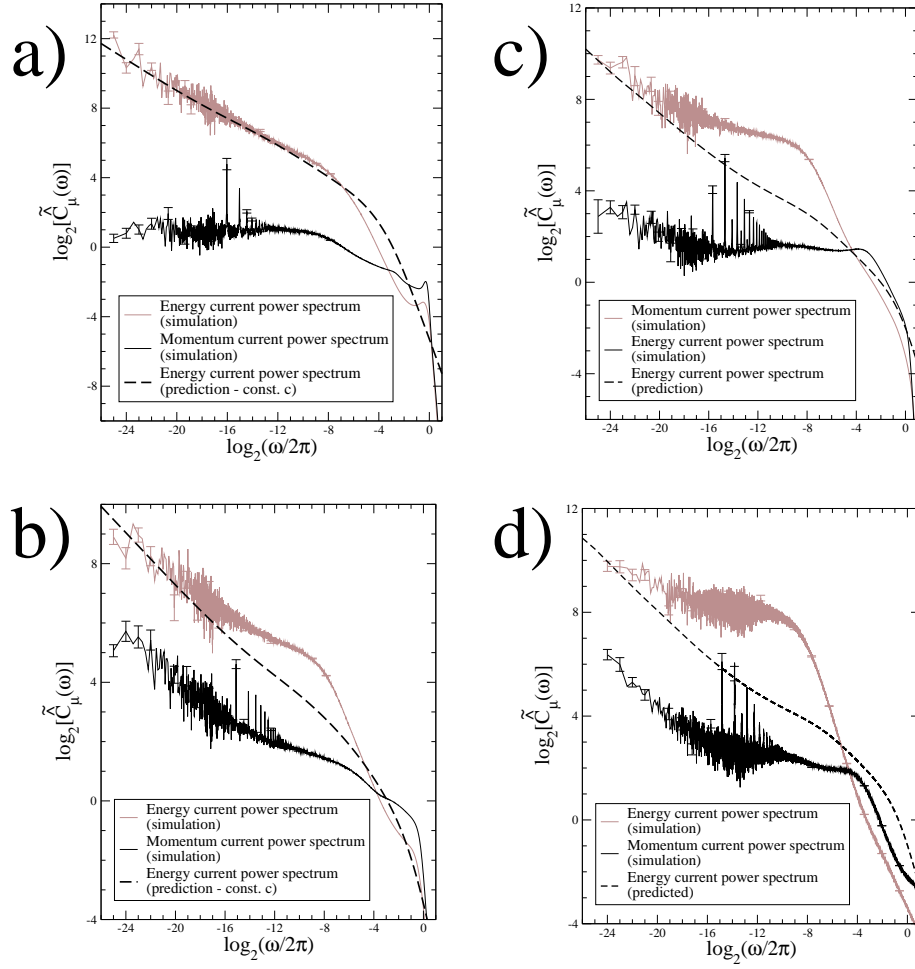 a)
12
8
4
0
-4
-8
log2[C̃̂μ(ω)]
Energy current power spectrum
(simulation)
Momentum current power spectrum
(simulation)
Energy current power spectrum
(prediction - const. c)
-24 -20 -16 -12 -8 -4 0
log2(ω/2π)
c)
12
8
4
0
-4
log2[C̃̂μ(ω)]
Momentum current power spectrum
(simulation)
Energy current power spectrum
(simulation)
Energy current power spectrum
(prediction)
-24 -20 -16 -12 -8 -4 0
log2(ω/2π)
b)
8
4
0
-4
log2[C̃̂μ(ω)]
Energy current power spectrum
(simulation)
Momentum current power spectrum
(simulation)
Energy current power spectrum
(prediction - const. c)
-24 -20 -16 -12 -8 -4 0
log2(ω/2π)
d)
12
8
4
0
-4
log2[C̃̂μ(ω)]
Energy current power spectrum
(simulation)
Momentum current power spectrum
(simulation)
Energy current power spectrum
(predicted)
-24 -20 -16 -12 -8 -4 0
log2(ω/2π)